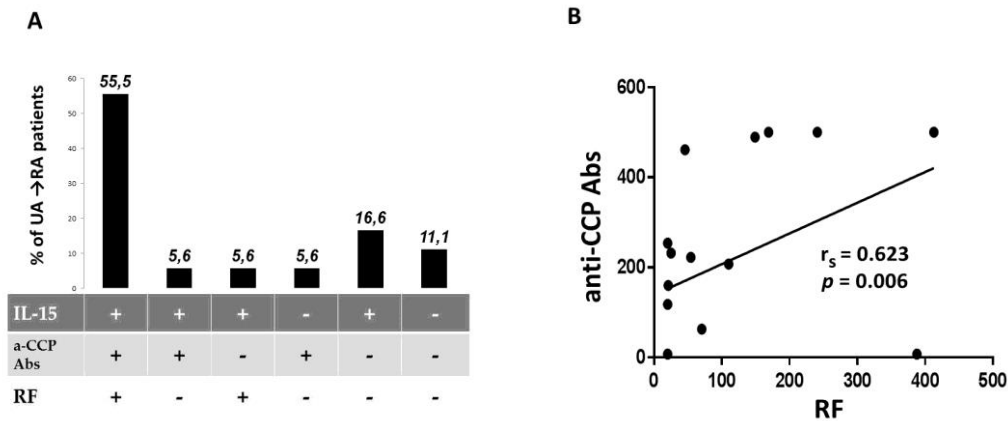 A
% of UA →RA patients
60
50
40
30
20
10
0
55,5
5,6
5,6
5,6
16,6
11,1
IL-15 + + + - + -
a-CCP
Abs + + - + - -
RF + - + - - -
B
anti-CCP Abs
600
400
200
0
rs = 0.623
p = 0.006
0 100 200 300 400 500
RF